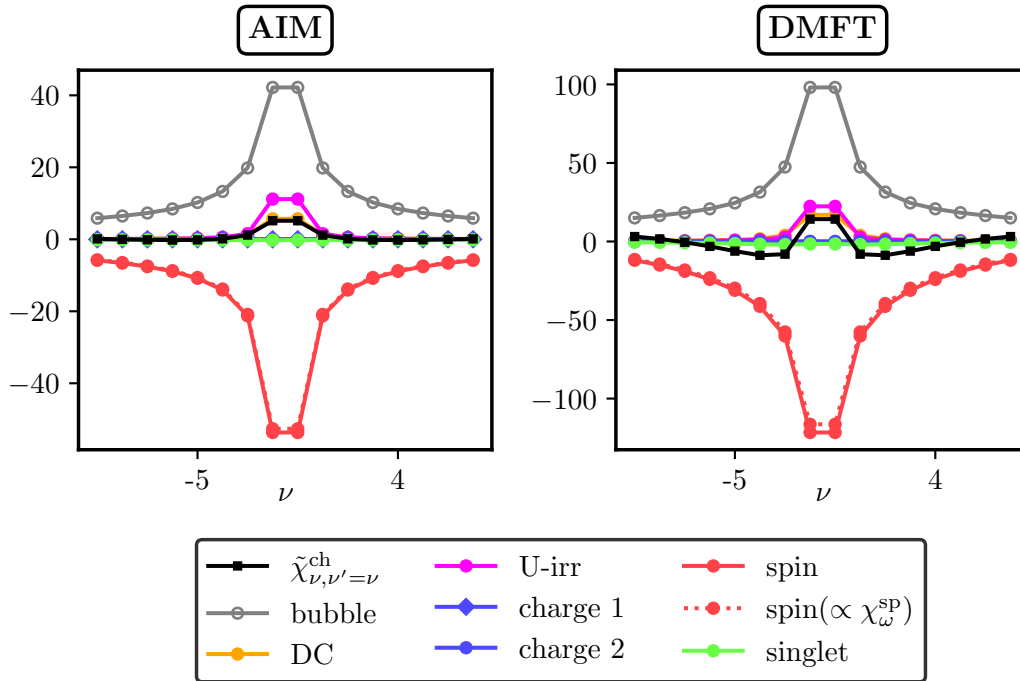 AIM DMFT
40
20
0
−20
−40
-5 4
ν
100
50
0
−50
−100
-5 4
ν
χ̃^ch_ν,ν′=ν U-irr spin
bubble charge 1 spin(∝ χ^sp_ω)
DC charge 2 singlet